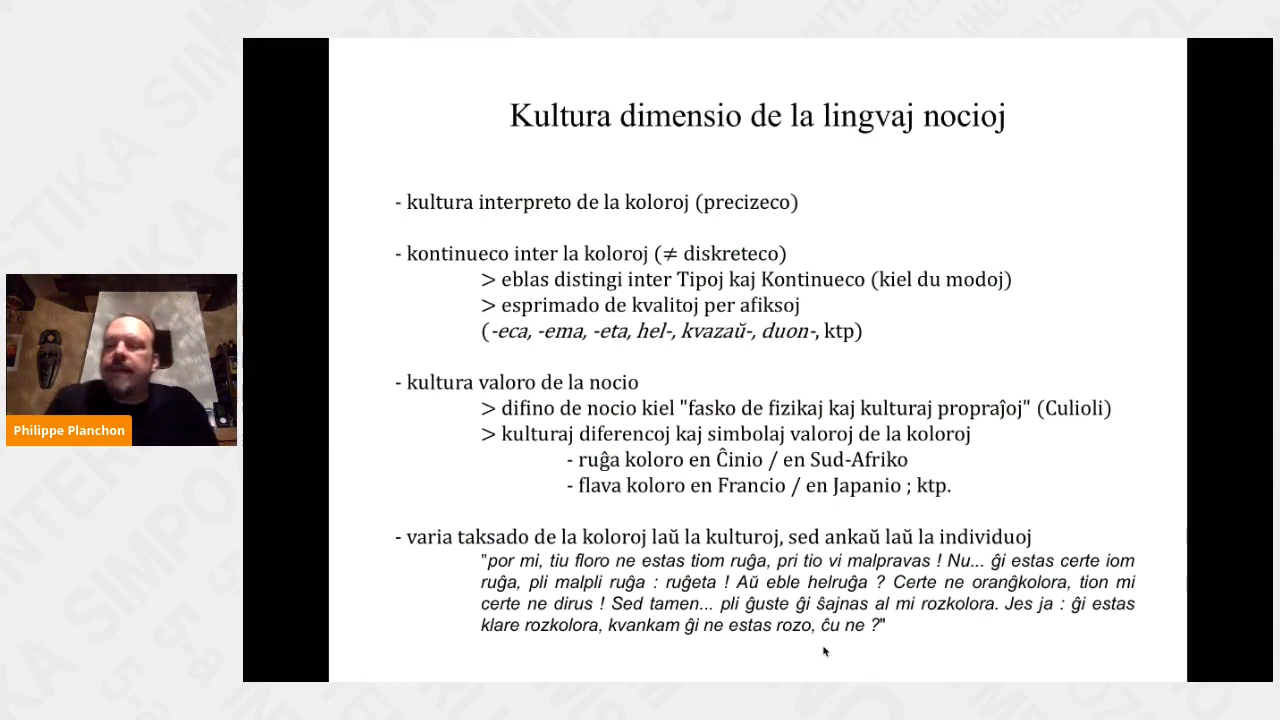 Kultura dimensio de la lingvaj nocioj
- kultura interpreto de la koloroj (precizeco)
- kontinueco inter la koloroj (≠ diskreteco)
> eblas distingi inter Tipoj kaj Kontinueco (kiel du modoj)
> esprimado de kvalitoj per afiksoj
(-eca, -ema, -eta, hel-, kvazaŭ-, duon-, ktp)
- kultura valoro de la nocio
> difino de nocio kiel "fasko de fizikaj kaj kulturaj propraĵoj" (Culioli)
> kulturaj diferencoj kaj simbolaj valoroj de la koloroj
- ruĝa koloro en Ĉinio / en Sud-Afriko
- flava koloro en Francio / en Japanio ; ktp.
- varia taksado de la koloroj laŭ la kulturoj, sed ankaŭ laŭ la individuoj
"por mi, tiu floro ne estas tiom ruĝa, pri tio vi malpravas ! Nu... ĝi estas certe iom
ruĝa, pli malpli ruĝa : ruĝeta ! Aŭ eble helruĝa ? Certe ne oranĝkolora, tion mi
certe ne dirus ! Sed tamen... pli ĝuste ĝi ŝajnas al mi rozkolora. Jes ja : ĝi estas
klare rozkolora, kvankam ĝi ne estas rozo, ĉu ne ?"
Philippe Planchon